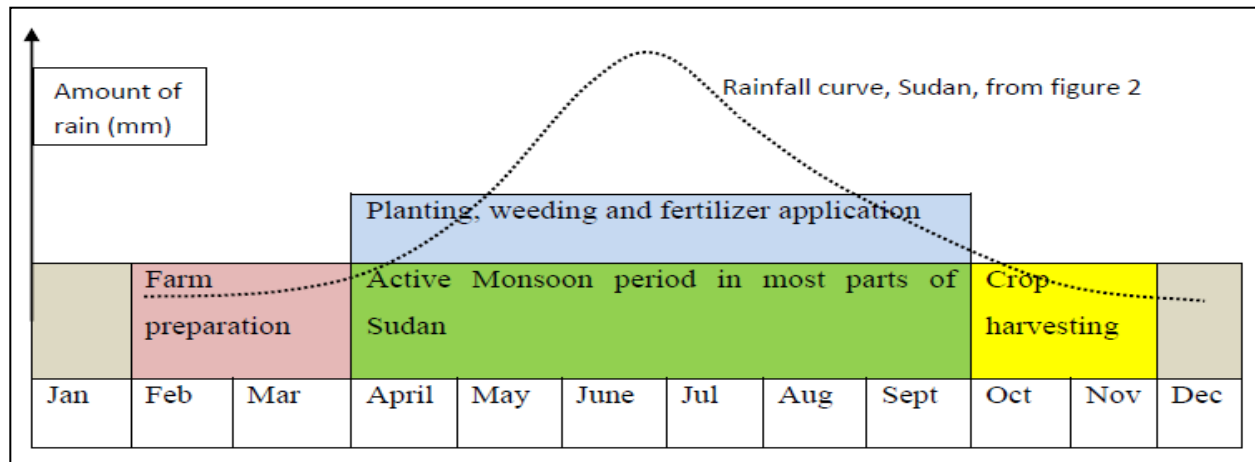 Amount of
rain (mm)
Rainfall curve, Sudan, from figure 2
Planting, weeding and fertilizer application
Farm
preparation
Active Monsoon period in most parts of
Sudan
Crop
harvesting
Jan Feb Mar April May June Jul Aug Sept Oct Nov Dec